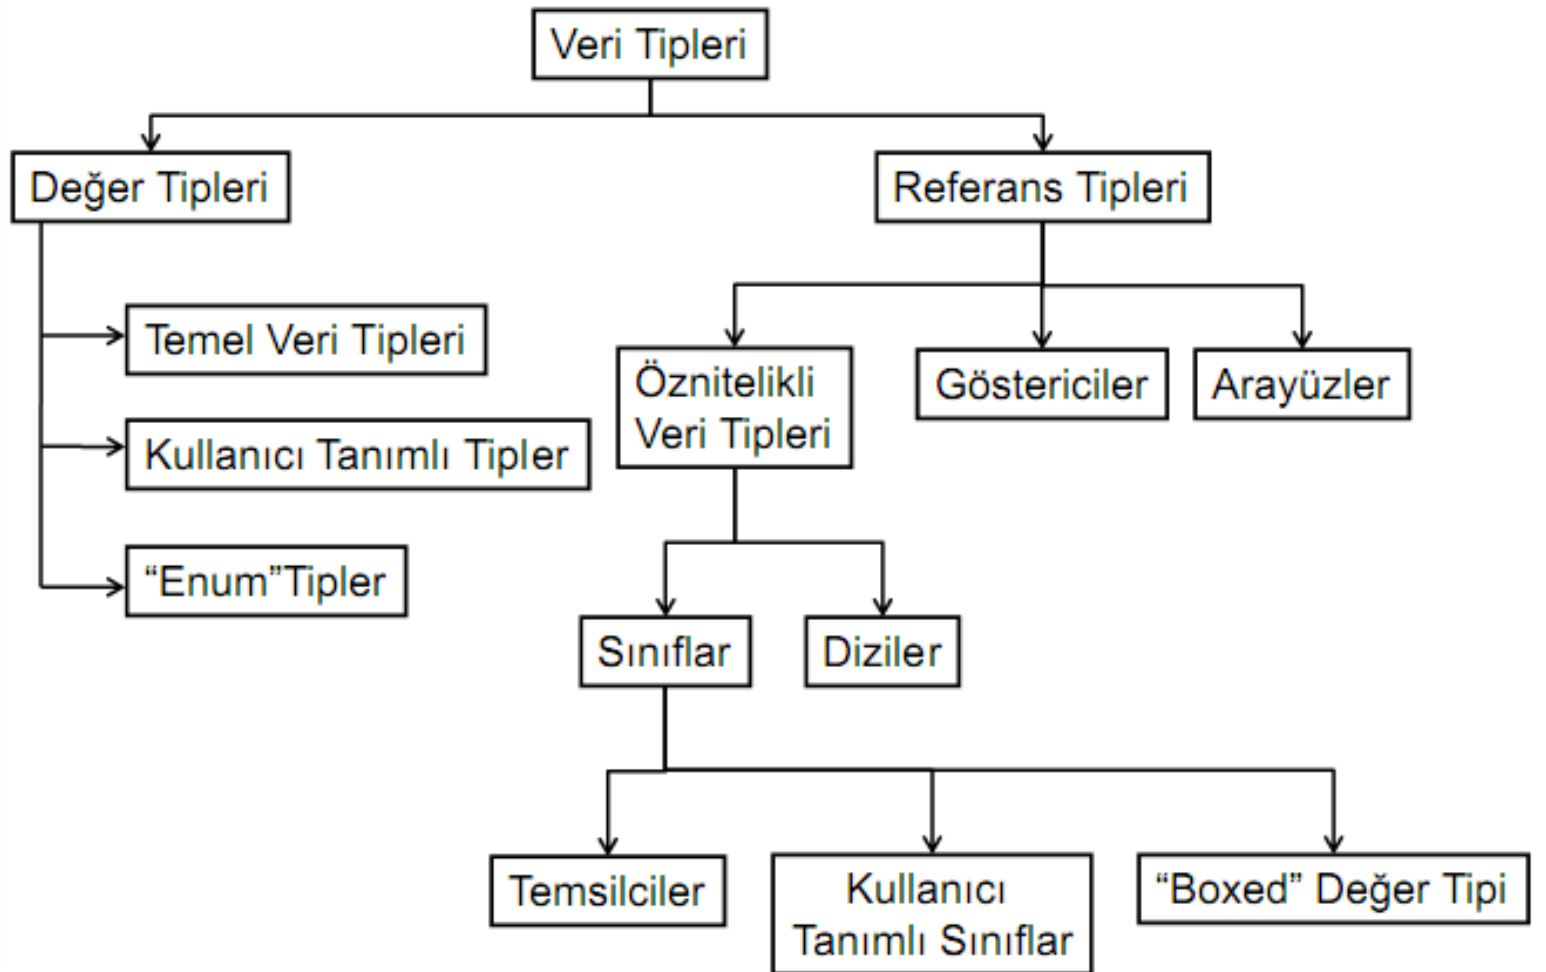 Veri Tipleri
Değer Tipleri
Referans Tipleri
Temel Veri Tipleri
Kullanıcı Tanımlı Tipler
“Enum”Tipler
Öznitelikli
Veri Tipleri
Göstericiler
Arayüzler
Sınıflar
Diziler
Temsilciler
Kullanıcı
Tanımlı Sınıflar
“Boxed” Değer Tipi